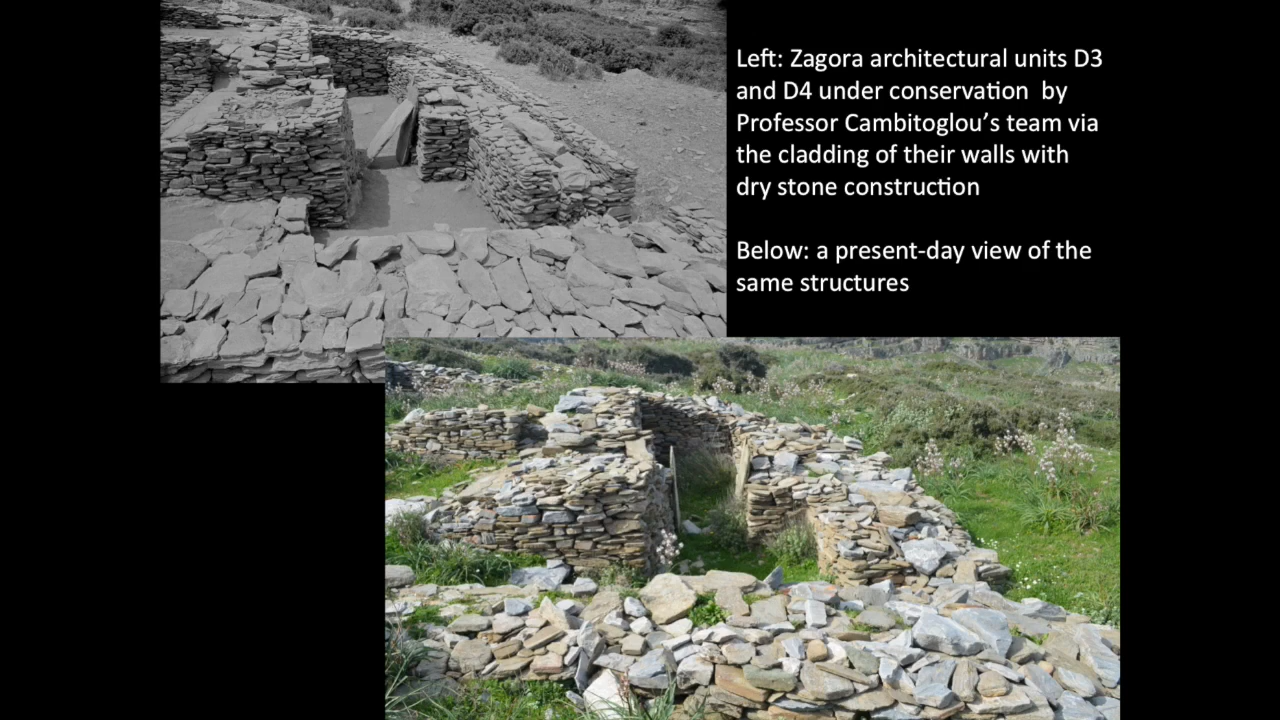 Left: Zagora architectural units D3
and D4 under conservation  by
Professor Cambitoglou’s team via
the cladding of their walls with
dry stone construction
Below: a present-day view of the
same structures